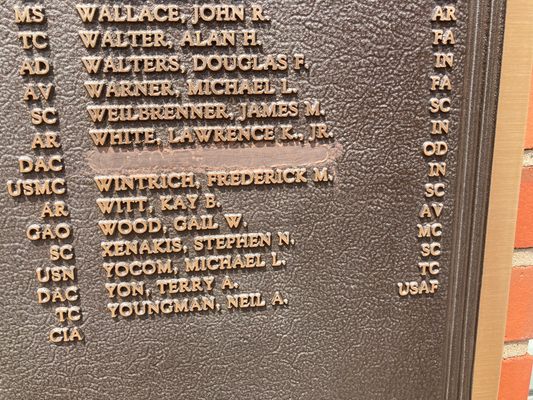 MS WALLACE, JOHN R. AR
TC WALTER, ALAN H. FA
AD WALTERS, DOUGLAS F. IN
AV WARNER, MICHAEL L. FA
SC WEILBRENNER, JAMES M. SC
AR WHITE, LAWRENCE K., JR. IN
DAC OD
USMC WINTRICH, FREDERICK M. IN
AR WITT, KAY E. SC
GAO WOOD, GAIL W. AV
SC XENAKIS, STEPHEN N. MC
USN YOCOM, MICHAEL L. SC
DAC YON, TERRY A. TC
TC YOUNGMAN, NEIL A. USAF
CIA